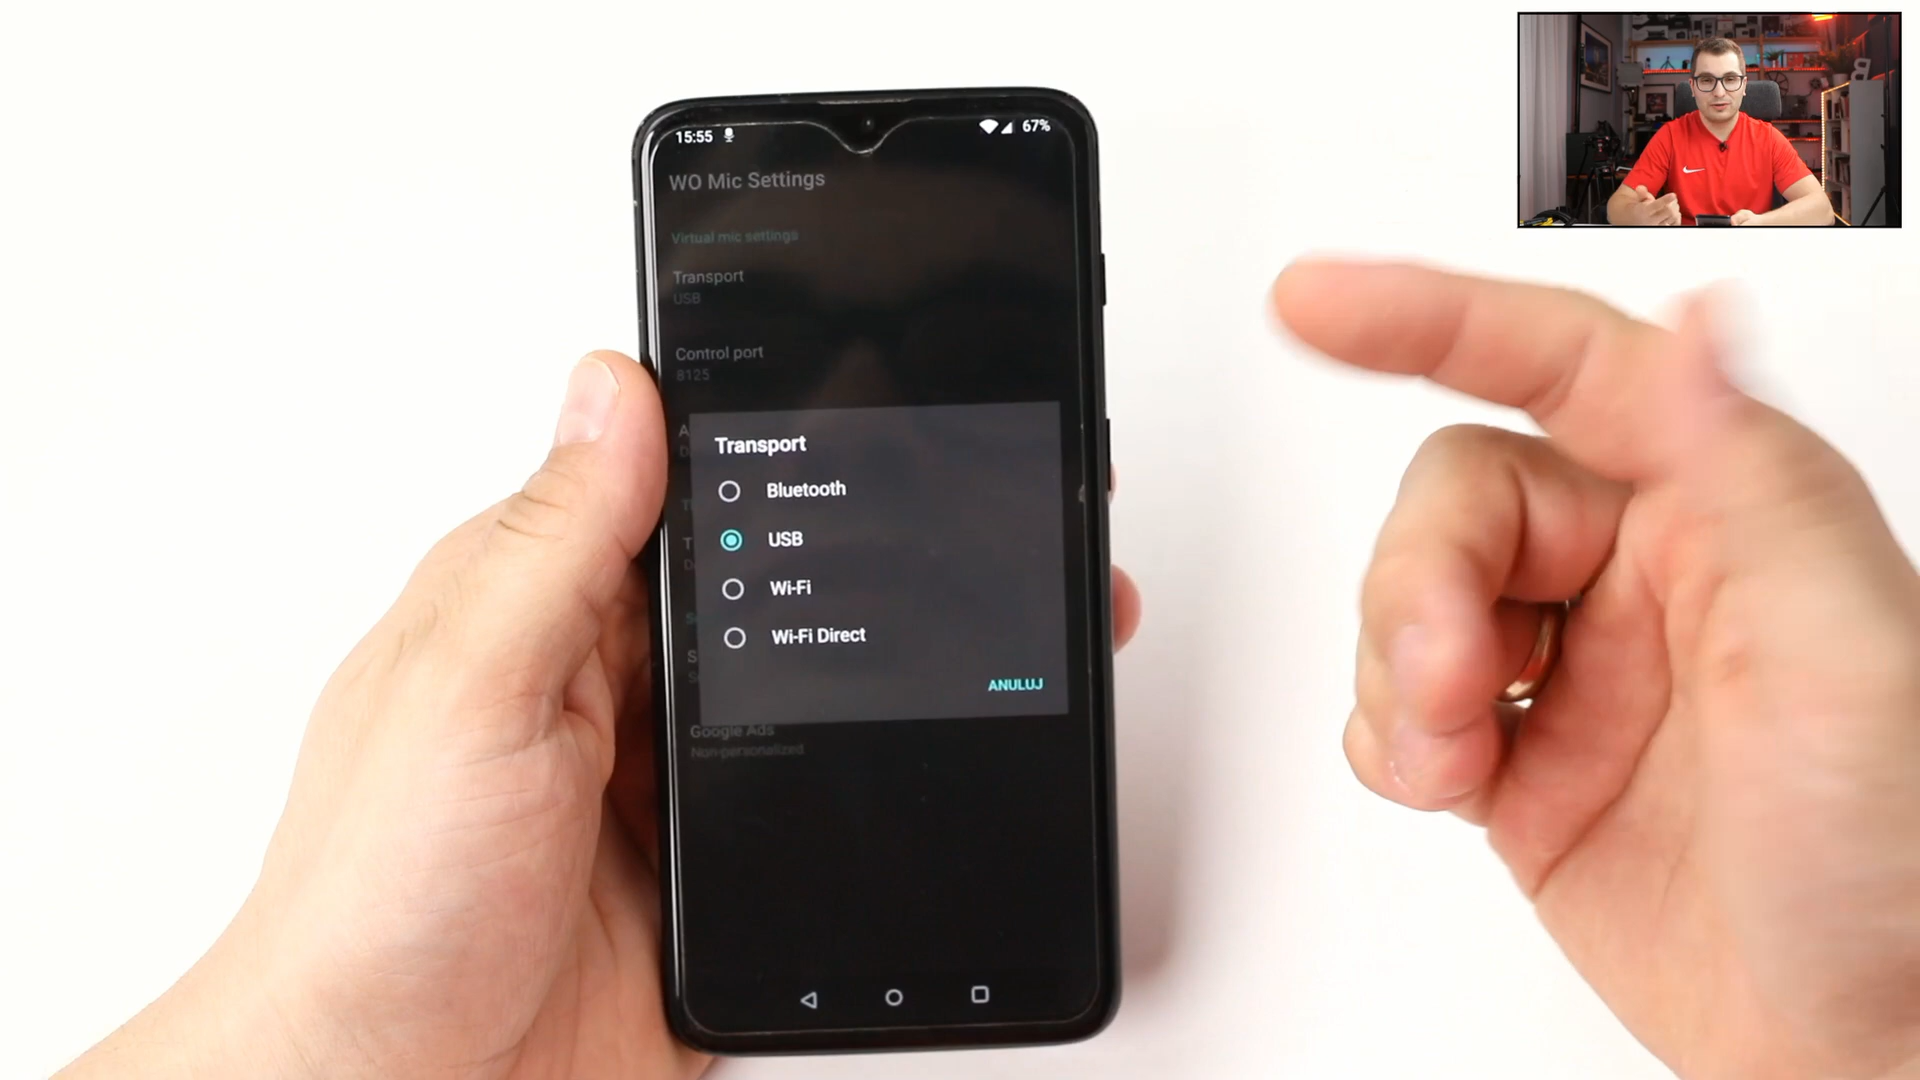 15:55
67%
WO Mic Settings
Virtual mic settings
Transport
USB
Control port
8125
Transport
Bluetooth
USB
Wi-Fi
Wi-Fi Direct
ANULUJ
Google Ads
Non-personalized